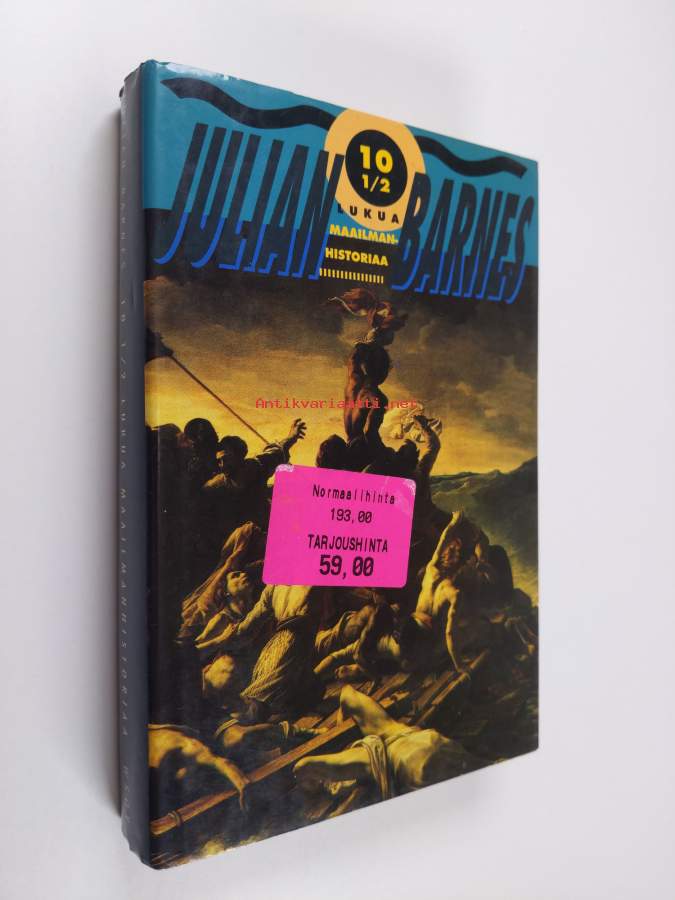 10
1/2
JULIAN BARNES
LUKUA
MAAILMAN-
HISTORIAA
Antikvariaatti.net
Normaalihinta
193,00
TARJOUSHINTA
59,00
JULIAN BARNES 10 1/2 LUKUA MAAILMANHISTORIAA WSOY